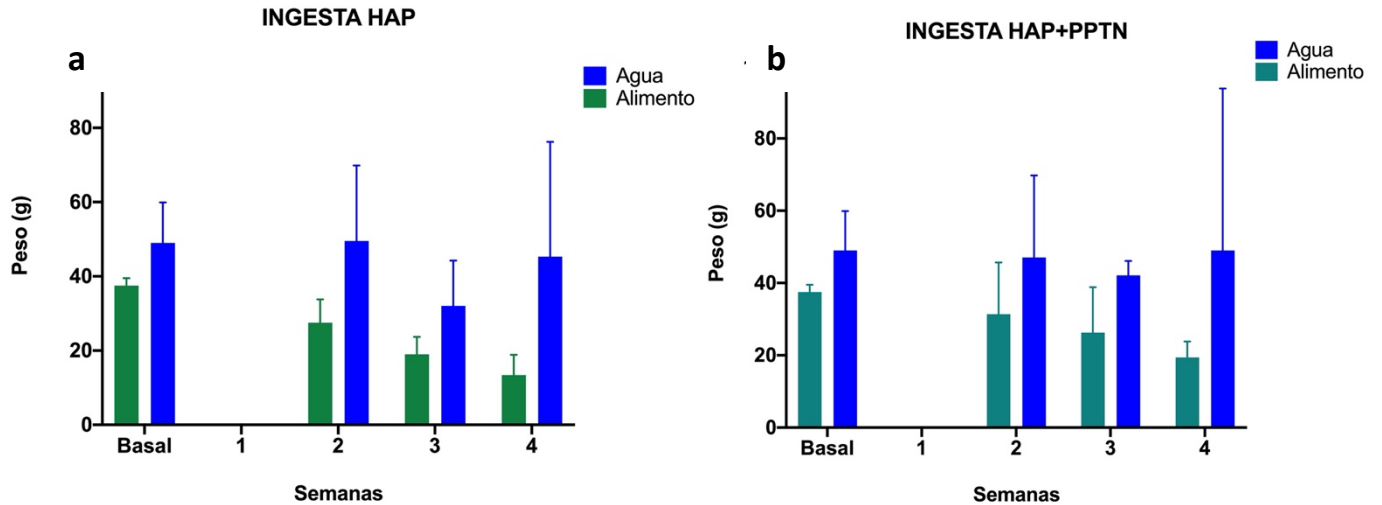 INGESTA HAP
a
Agua
Alimento
80
60
40
20
0
Peso (g)
Basal 1 2 3 4
Semanas
INGESTA HAP+PPTN
b
Agua
Alimento
80
60
40
20
0
Peso (g)
Basal 1 2 3 4
Semanas